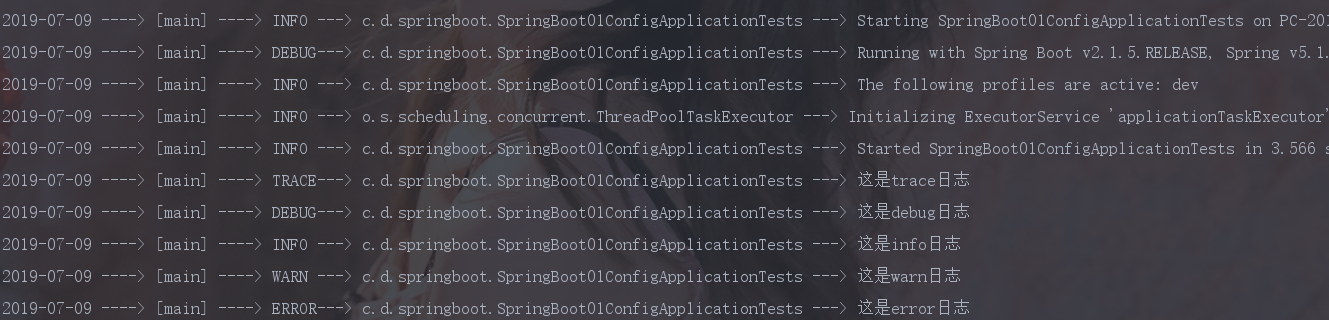 2019-07-09 ----> [main] ----> INFO ---> c.d.springboot.SpringBoot01ConfigApplicationTests ---> Starting SpringBoot01ConfigApplicationTests on PC-201
2019-07-09 ----> [main] ----> DEBUG---> c.d.springboot.SpringBoot01ConfigApplicationTests ---> Running with Spring Boot v2.1.5.RELEASE, Spring v5.1.
2019-07-09 ----> [main] ----> INFO ---> c.d.springboot.SpringBoot01ConfigApplicationTests ---> The following profiles are active: dev
2019-07-09 ----> [main] ----> INFO ---> o.s.scheduling.concurrent.ThreadPoolTaskExecutor ---> Initializing ExecutorService 'applicationTaskExecutor'
2019-07-09 ----> [main] ----> INFO ---> c.d.springboot.SpringBoot01ConfigApplicationTests ---> Started SpringBoot01ConfigApplicationTests in 3.566 s
2019-07-09 ----> [main] ----> TRACE---> c.d.springboot.SpringBoot01ConfigApplicationTests ---> 这是trace日志
2019-07-09 ----> [main] ----> DEBUG---> c.d.springboot.SpringBoot01ConfigApplicationTests ---> 这是debug日志
2019-07-09 ----> [main] ----> INFO ---> c.d.springboot.SpringBoot01ConfigApplicationTests ---> 这是info日志
2019-07-09 ----> [main] ----> WARN ---> c.d.springboot.SpringBoot01ConfigApplicationTests ---> 这是warn日志
2019-07-09 ----> [main] ----> ERROR---> c.d.springboot.SpringBoot01ConfigApplicationTests ---> 这是error日志